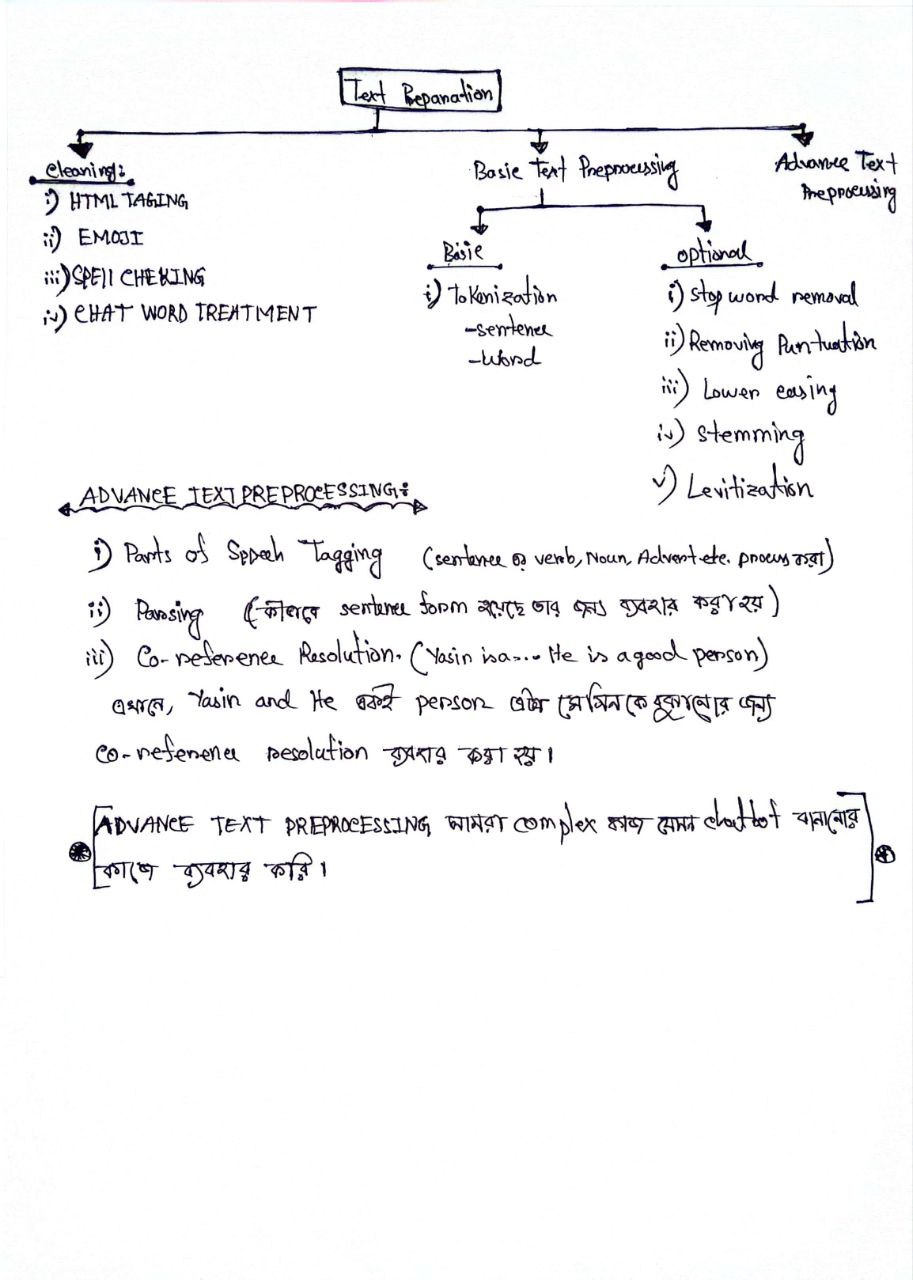 Text Reparation
Cleaning:
i) HTML TAGING
ii) EMOJI
iii) SPEll CHEKING
iv) CHAT WORD TREATMENT
Basic Text Preprocessing
Basic
i) Tokenization
-sentence
-Word
optional
i) Stop word removal
ii) Removing Puntuation
iii) Lower casing
iv) Stemming
v) Levitization
Advance Text
Preprocessing
ADVANCE TEXT PREPROCESSING:
i) Parts of Sppech Tagging (sentence এ verb, Noun, Advert etc. process করা)
ii) Parsing (কীভাবে sentence form হয়েছে তার জন্য ব্যবহার করা হয়)
iii) Co-reference Resolution. (Yasin is a.... He is a good person)
এখানে, Yasin and He একই person এটা মেসিনকে বুঝানোর জন্য
co-reference resolution ব্যবহার করা হয়।
ADVANCE TEXT PREPROCESSING আমরা complex কাজ যেমন chatbot বানানোর
কাজে ব্যবহার করি।